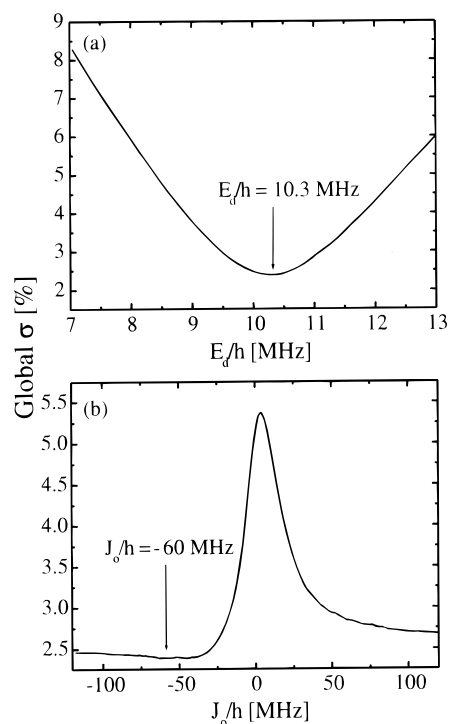 9
(a)
8
7
6
5
E_d/h = 10.3 MHz
4
3
2
7 8 9 10 11 12 13
E_d/h [MHz]
Global σ [%]
(b)
5.5
5.0
4.5
4.0
J_o/h = -60 MHz
3.5
3.0
2.5
-100 -50 0 50 100
J_o/h [MHz]